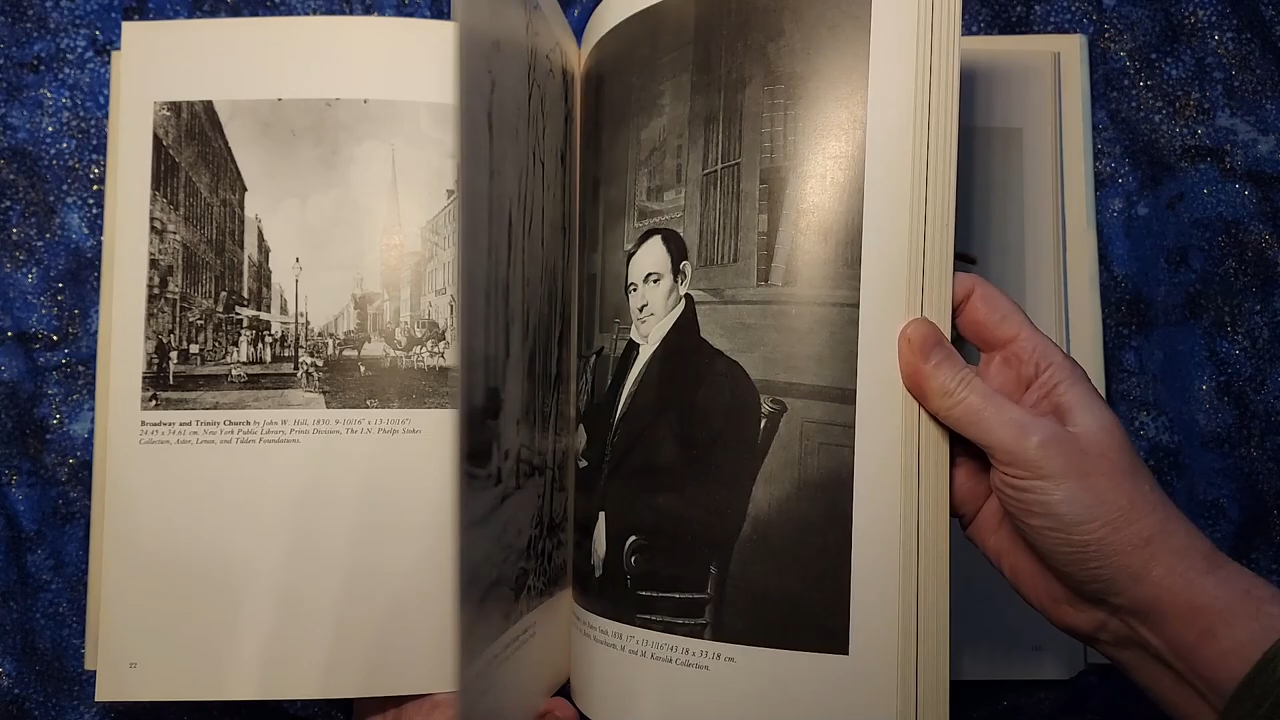 Broadway and Trinity Church by John W. Hill, 1830. 9-10/16" x 13-10/16"/
24.45 x 34.61 cm. New York Public Library, Prints Division, The I.N. Phelps Stokes
Collection, Astor, Lenox, and Tilden Foundations.
22
Smith, 1838. 17" x 13-1/16"/43.18 x 33.18 cm.
Massachusetts, M. and M. Karolik Collection.